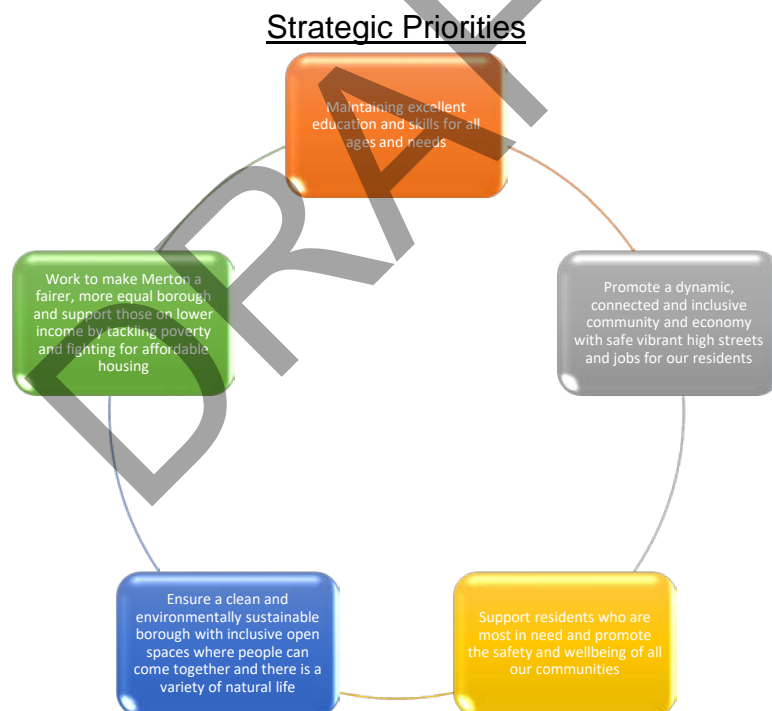 Strategic Priorities
Maintaining excellent
education and skills for all
ages and needs
Promote a dynamic,
connected and inclusive
community and economy
with safe vibrant high streets
and jobs for our residents
Support residents who are
most in need and promote
the safety and wellbeing of all
our communities
Ensure a clean and
environmentally sustainable
borough with inclusive open
spaces where people can
come together and there is a
variety of natural life
Work to make Merton a
fairer, more equal borough
and support those on lower
income by tackling poverty
and fighting for affordable
housing
DRAF